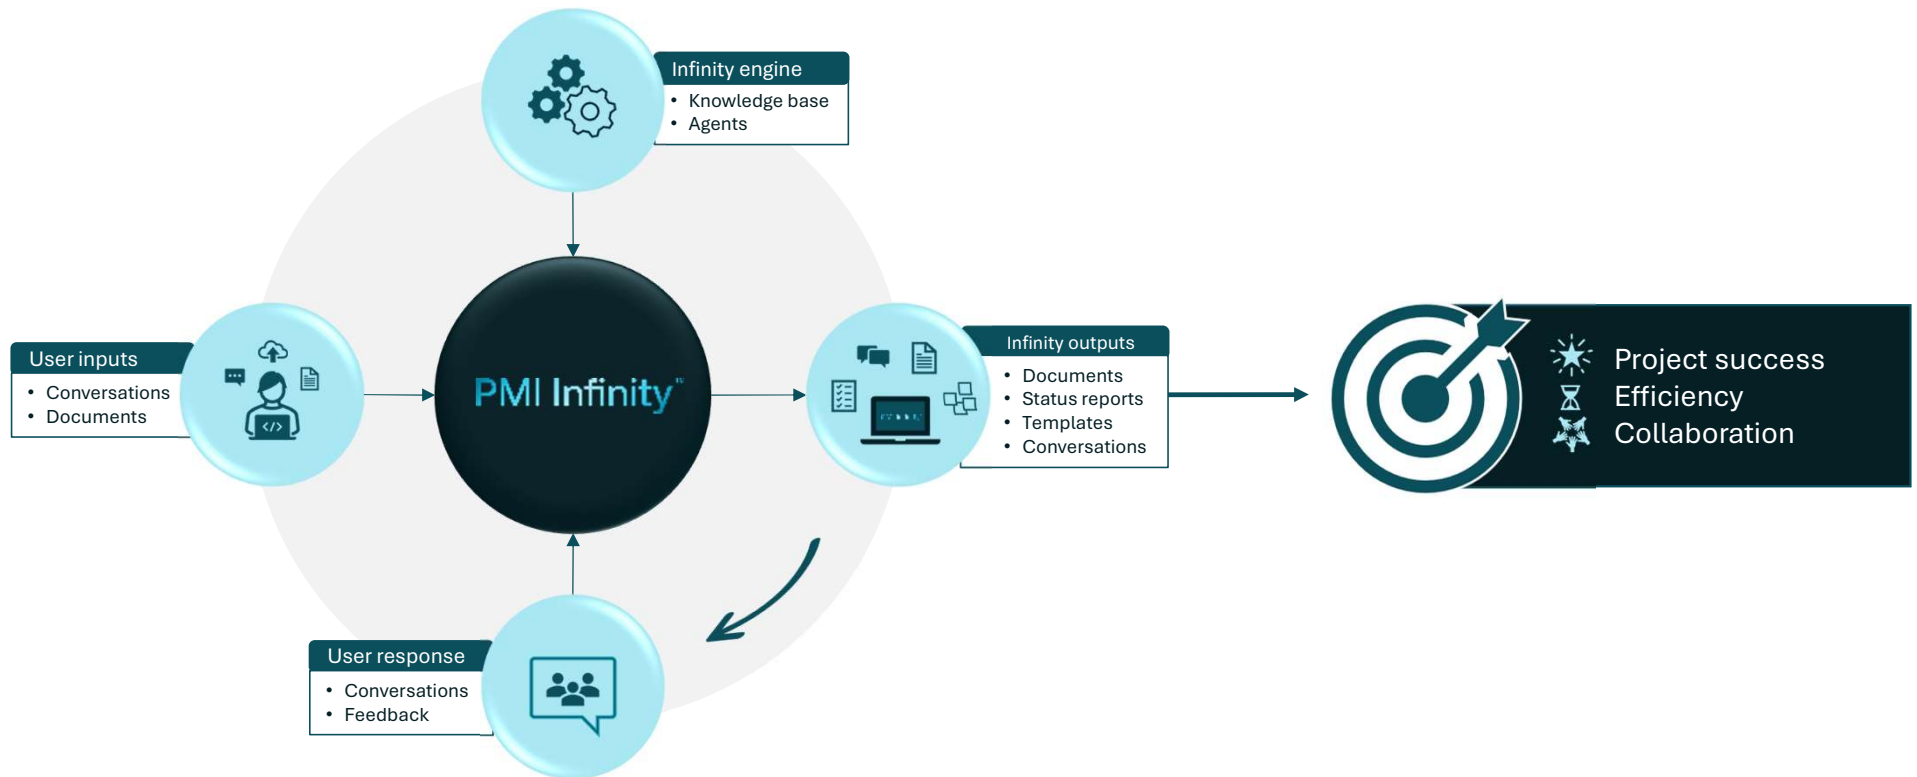 Infinity engine
• Knowledge base
• Agents
User inputs
• Conversations
• Documents
PMI Infinity™
Infinity outputs
• Documents
• Status reports
• Templates
• Conversations
Project success
Efficiency
Collaboration
User response
• Conversations
• Feedback